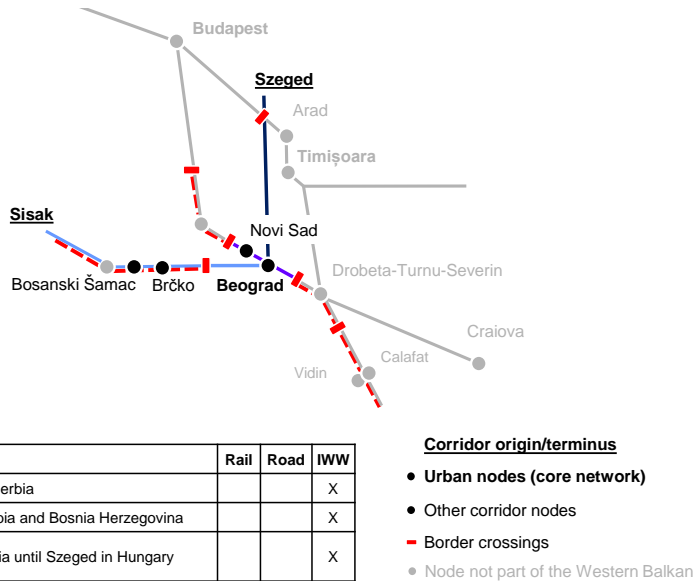 Budapest
Szeged
Arad
Timișoara
Sisak
Novi Sad
Bosanski Šamac
Brčko
Beograd
Drobeta-Turnu-Severin
Craiova
Calafat
Vidin
Rail Road IWW
erbia X
bia and Bosnia Herzegovina X
ia until Szeged in Hungary X
Corridor origin/terminus
Urban nodes (core network)
Other corridor nodes
Border crossings
Node not part of the Western Balkan